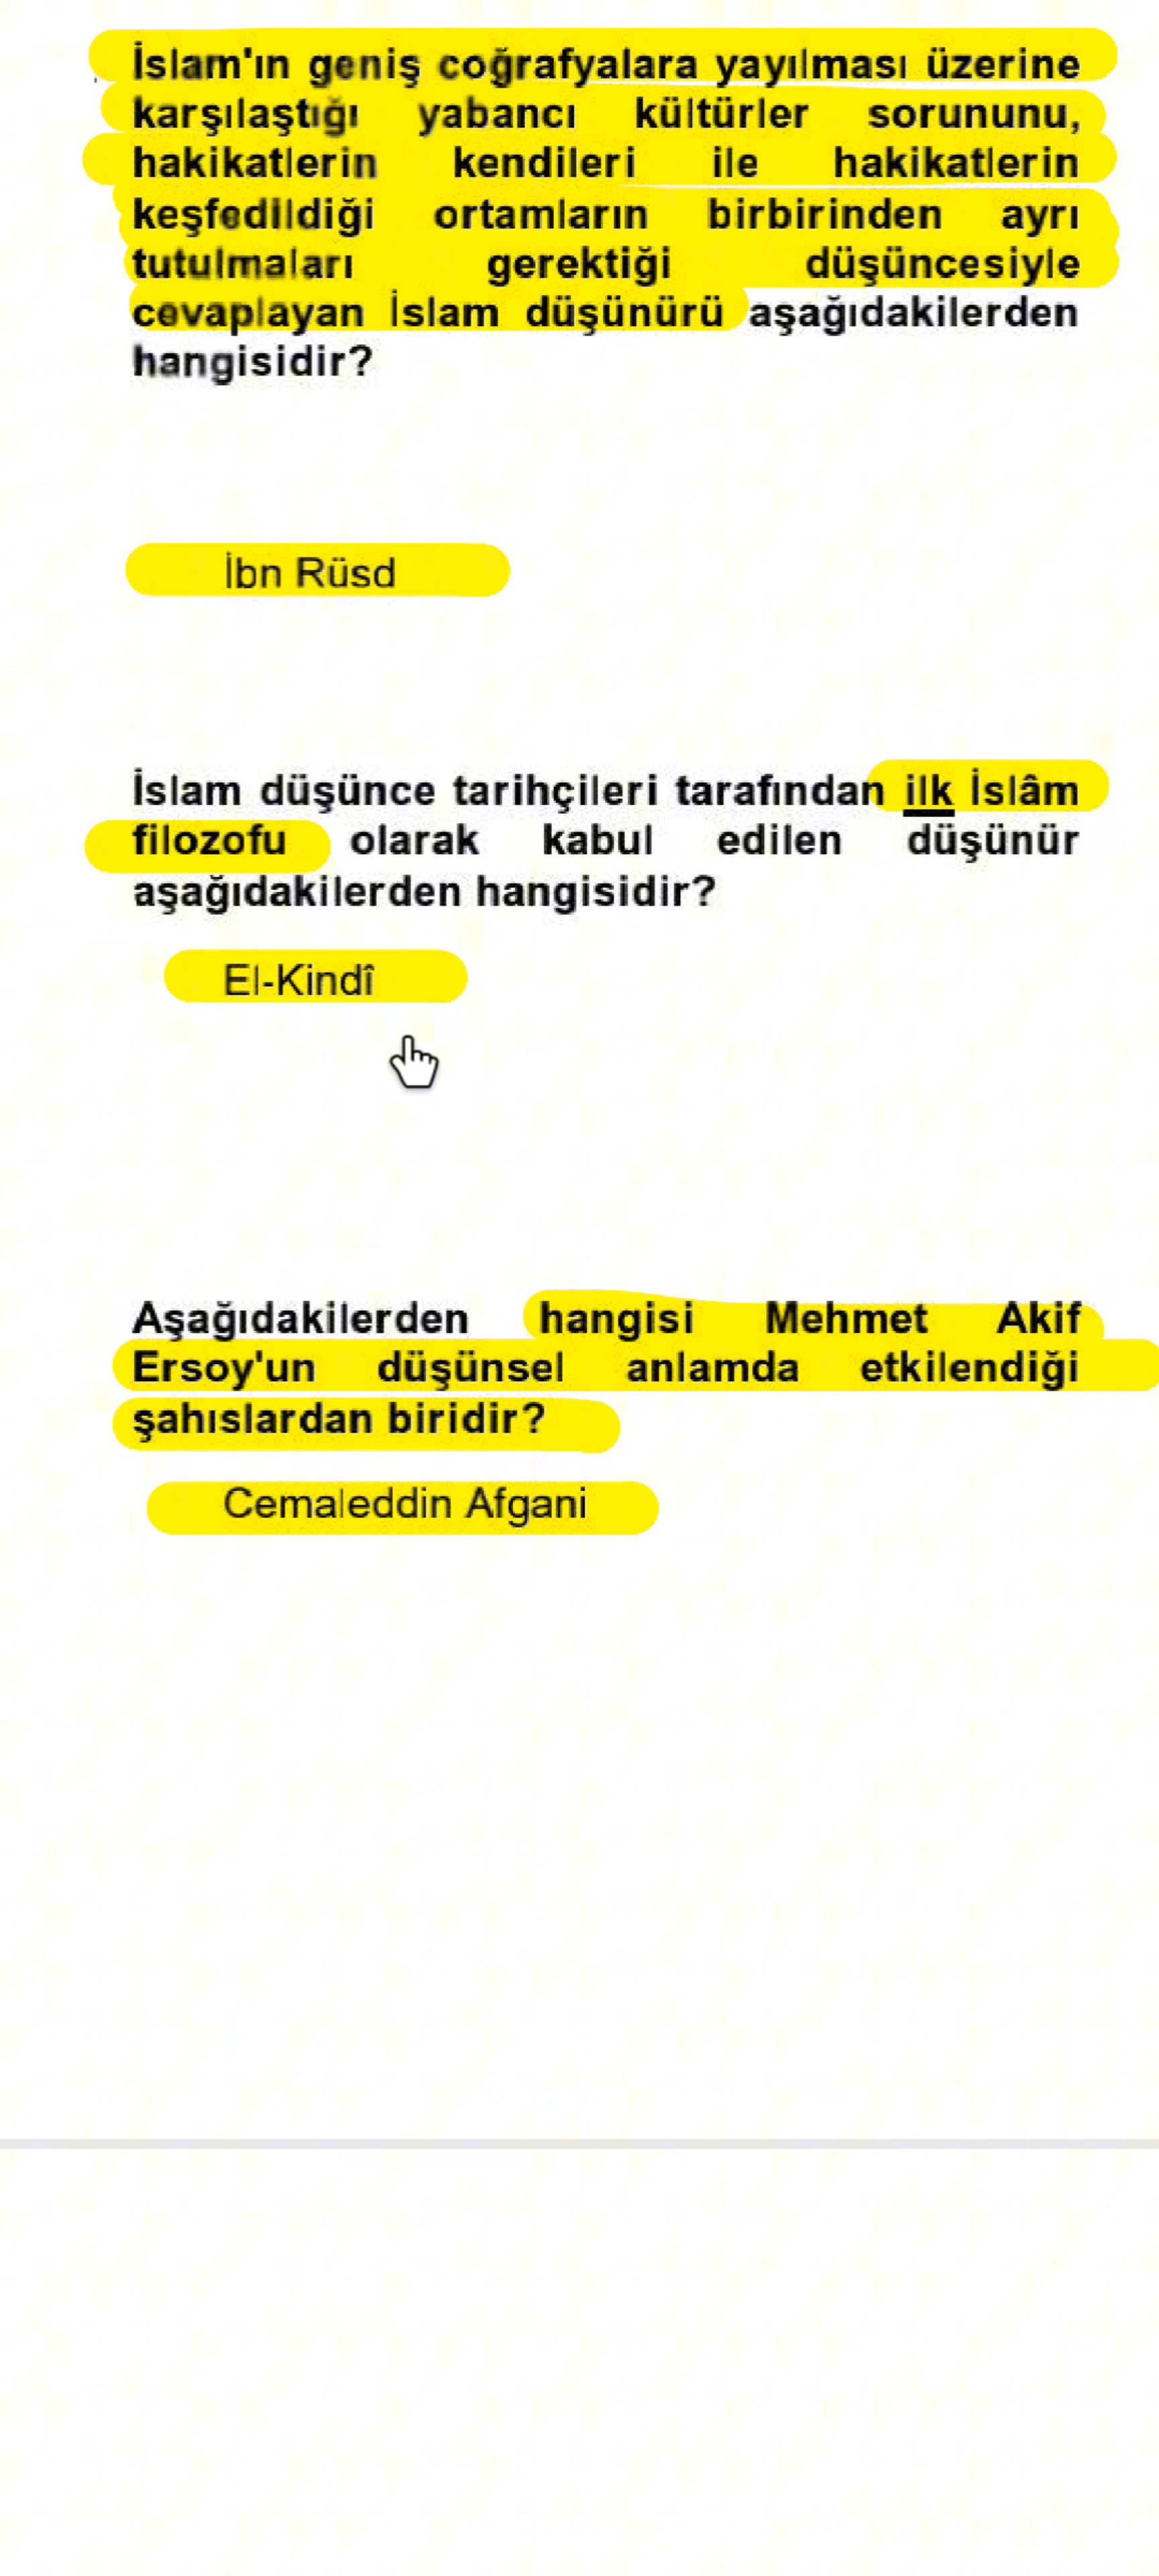 İslam'ın geniş coğrafyalara yayılması üzerine
karşılaştığı yabancı kültürler sorununu,
hakikatlerin kendileri ile hakikatlerin
keşfedildiği ortamların birbirinden ayrı
tutulmaları gerektiği düşüncesiyle
cevaplayan İslam düşünürü aşağıdakilerden
hangisidir?
İbn Rüsd
İslam düşünce tarihçileri tarafından ilk İslâm
filozofu olarak kabul edilen düşünür
aşağıdakilerden hangisidir?
El-Kindî
Aşağıdakilerden hangisi Mehmet Akif
Ersoy'un düşünsel anlamda etkilendiği
şahıslardan biridir?
Cemaleddin Afgani